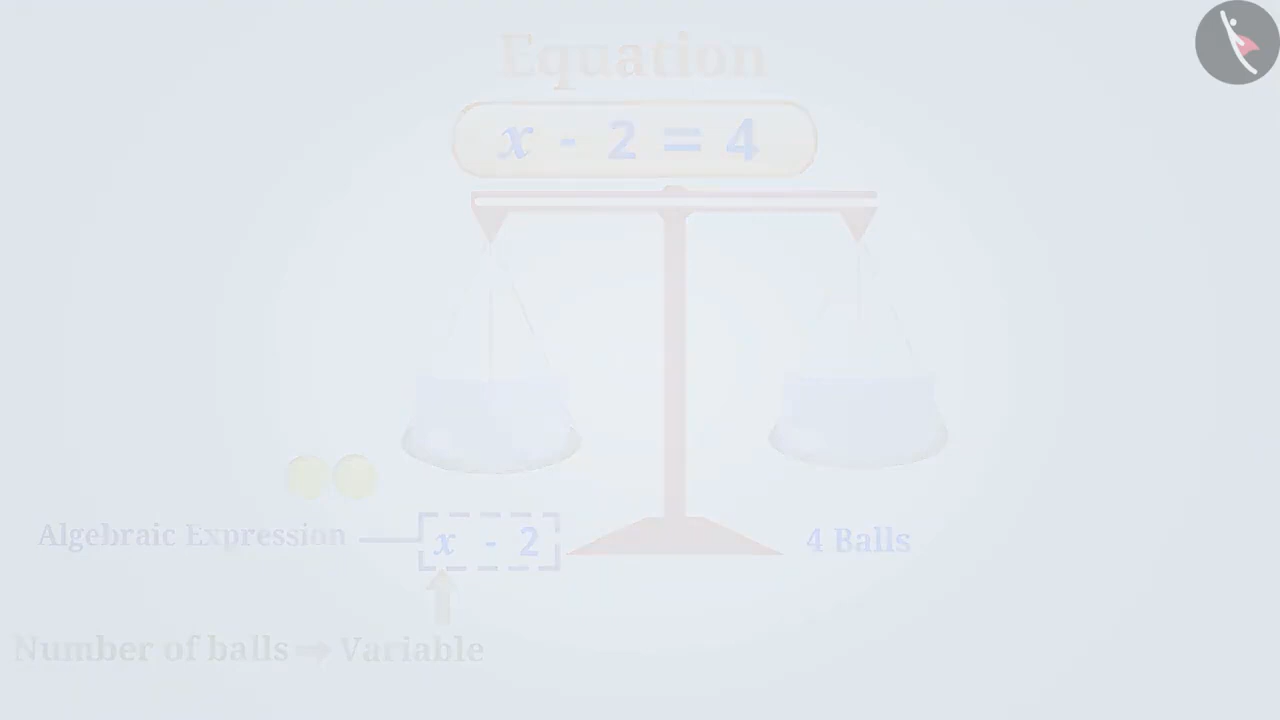 Equation
x - 2 = 4
Algebraic Expression
x - 2
4 Balls
Number of balls ➡ Variable